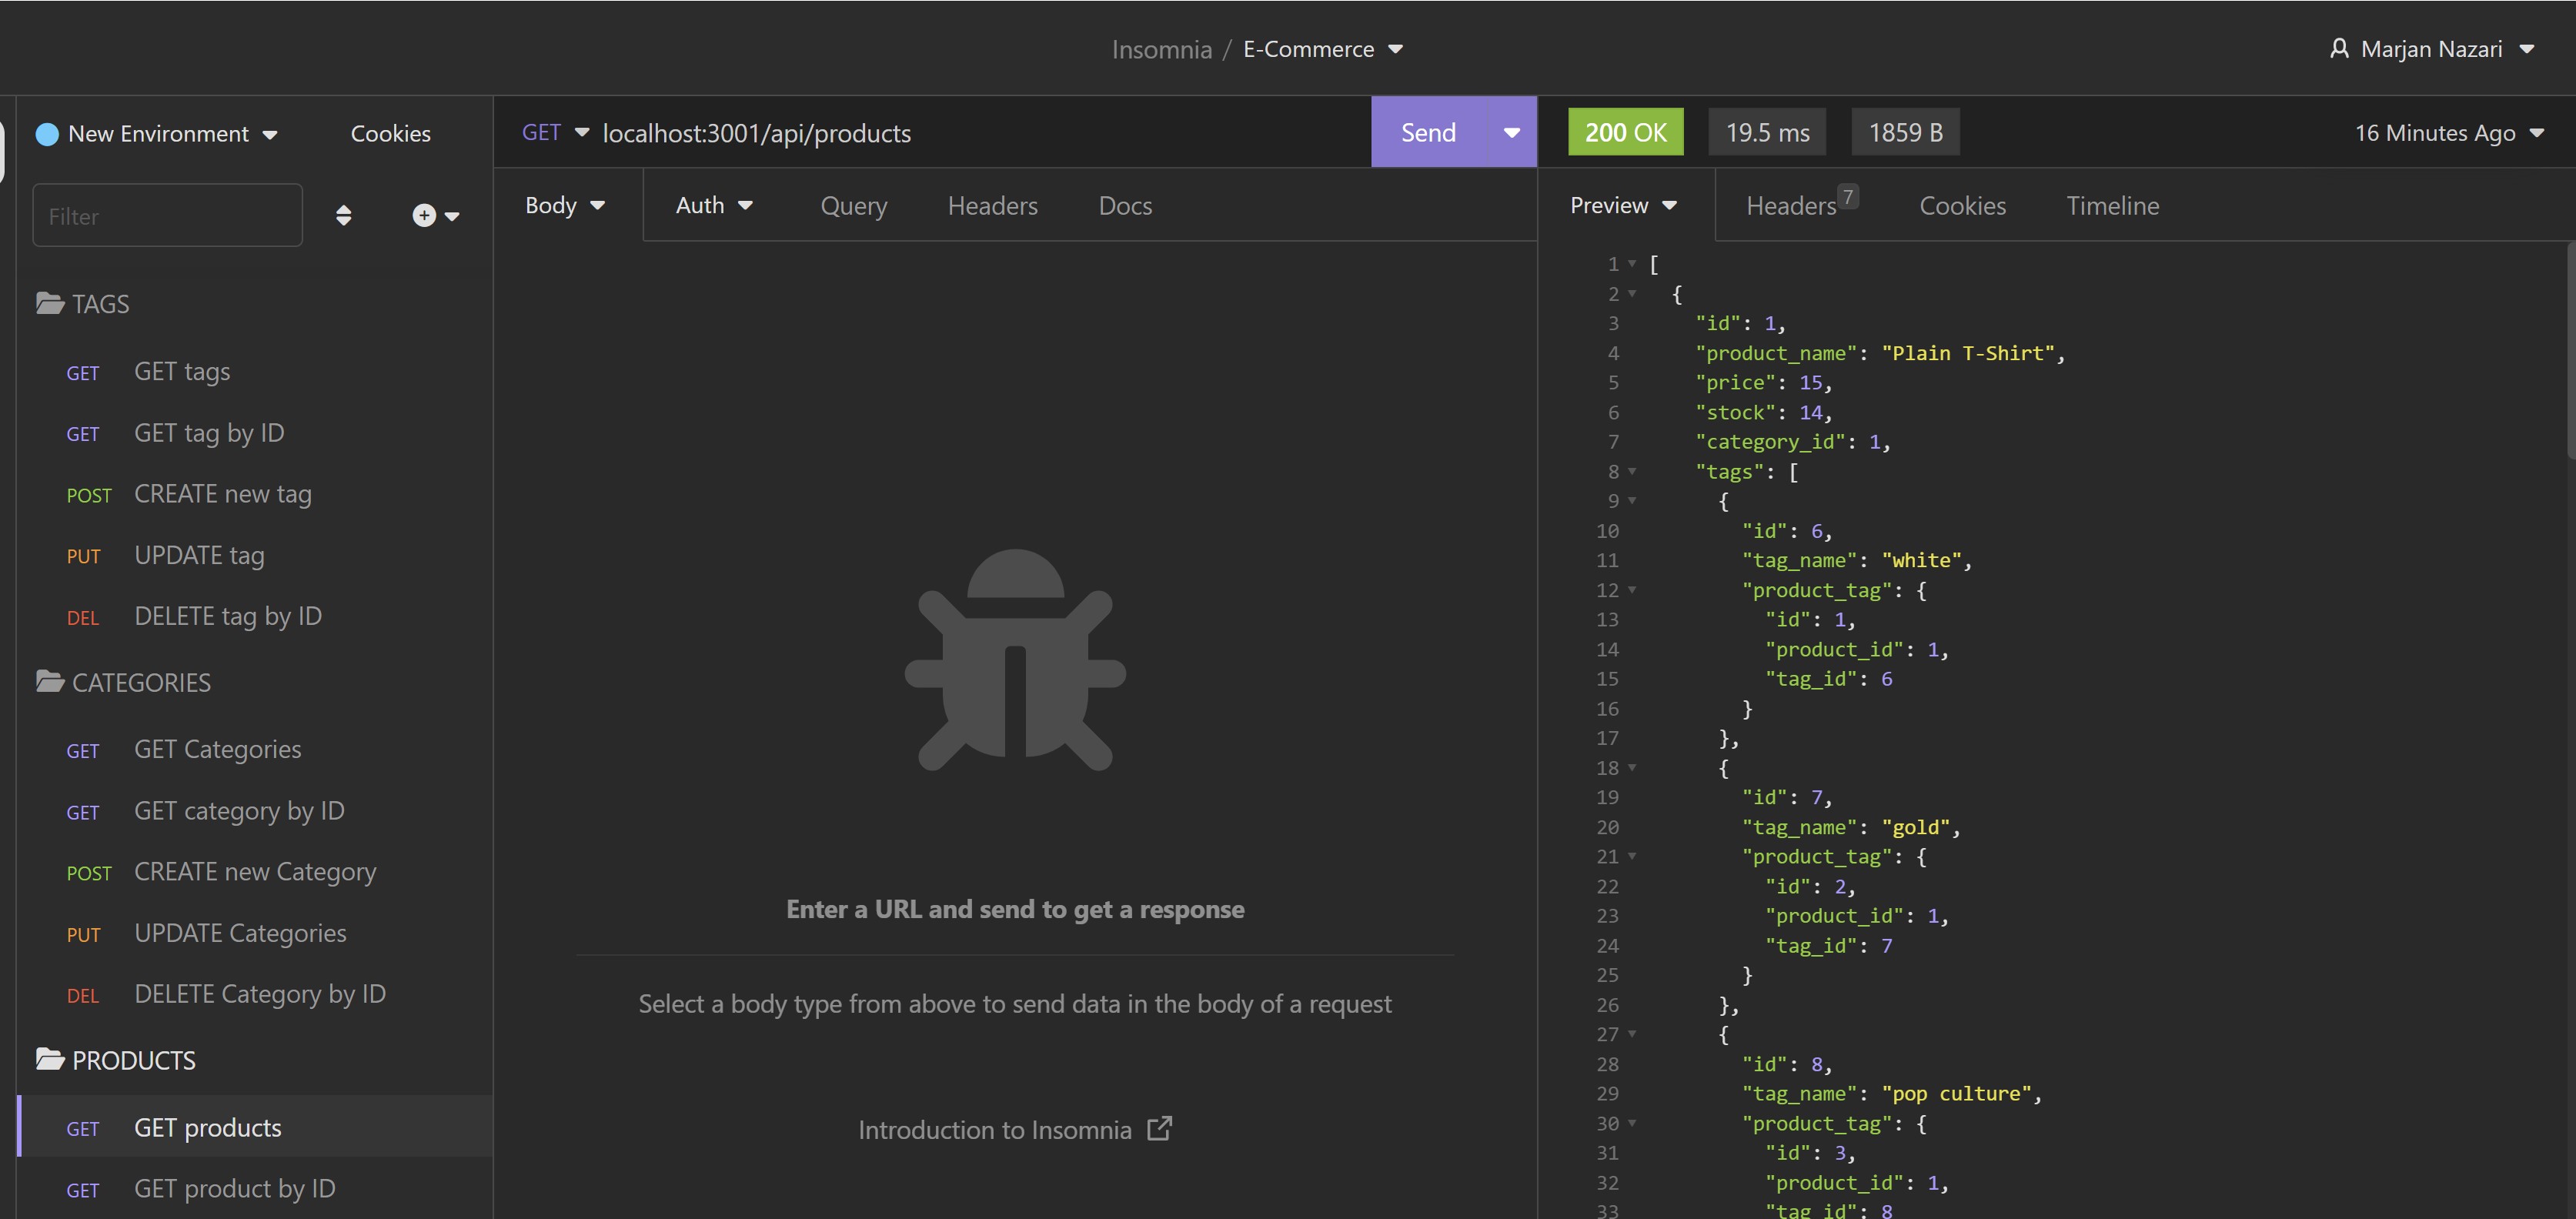 Insomnia / E-Commerce
Marjan Nazari
New Environment
Cookies
Filter
TAGS
GET GET tags
GET GET tag by ID
POST CREATE new tag
PUT UPDATE tag
DEL DELETE tag by ID
CATEGORIES
GET GET Categories
GET GET category by ID
POST CREATE new Category
PUT UPDATE Categories
DEL DELETE Category by ID
PRODUCTS
GET GET products
GET GET product by ID
GET localhost:3001/api/products
Send
Body Auth Query Headers Docs
Enter a URL and send to get a response
Select a body type from above to send data in the body of a request
Introduction to Insomnia
200 OK 19.5 ms 1859 B 16 Minutes Ago
Preview Headers 7 Cookies Timeline
1 [
2 {
3 "id": 1,
4 "product_name": "Plain T-Shirt",
5 "price": 15,
6 "stock": 14,
7 "category_id": 1,
8 "tags": [
9 {
10 "id": 6,
11 "tag_name": "white",
12 "product_tag": {
13 "id": 1,
14 "product_id": 1,
15 "tag_id": 6
16 }
17 },
18 {
19 "id": 7,
20 "tag_name": "gold",
21 "product_tag": {
22 "id": 2,
23 "product_id": 1,
24 "tag_id": 7
25 }
26 },
27 {
28 "id": 8,
29 "tag_name": "pop culture",
30 "product_tag": {
31 "id": 3,
32 "product_id": 1,
33 "tag_id": 8